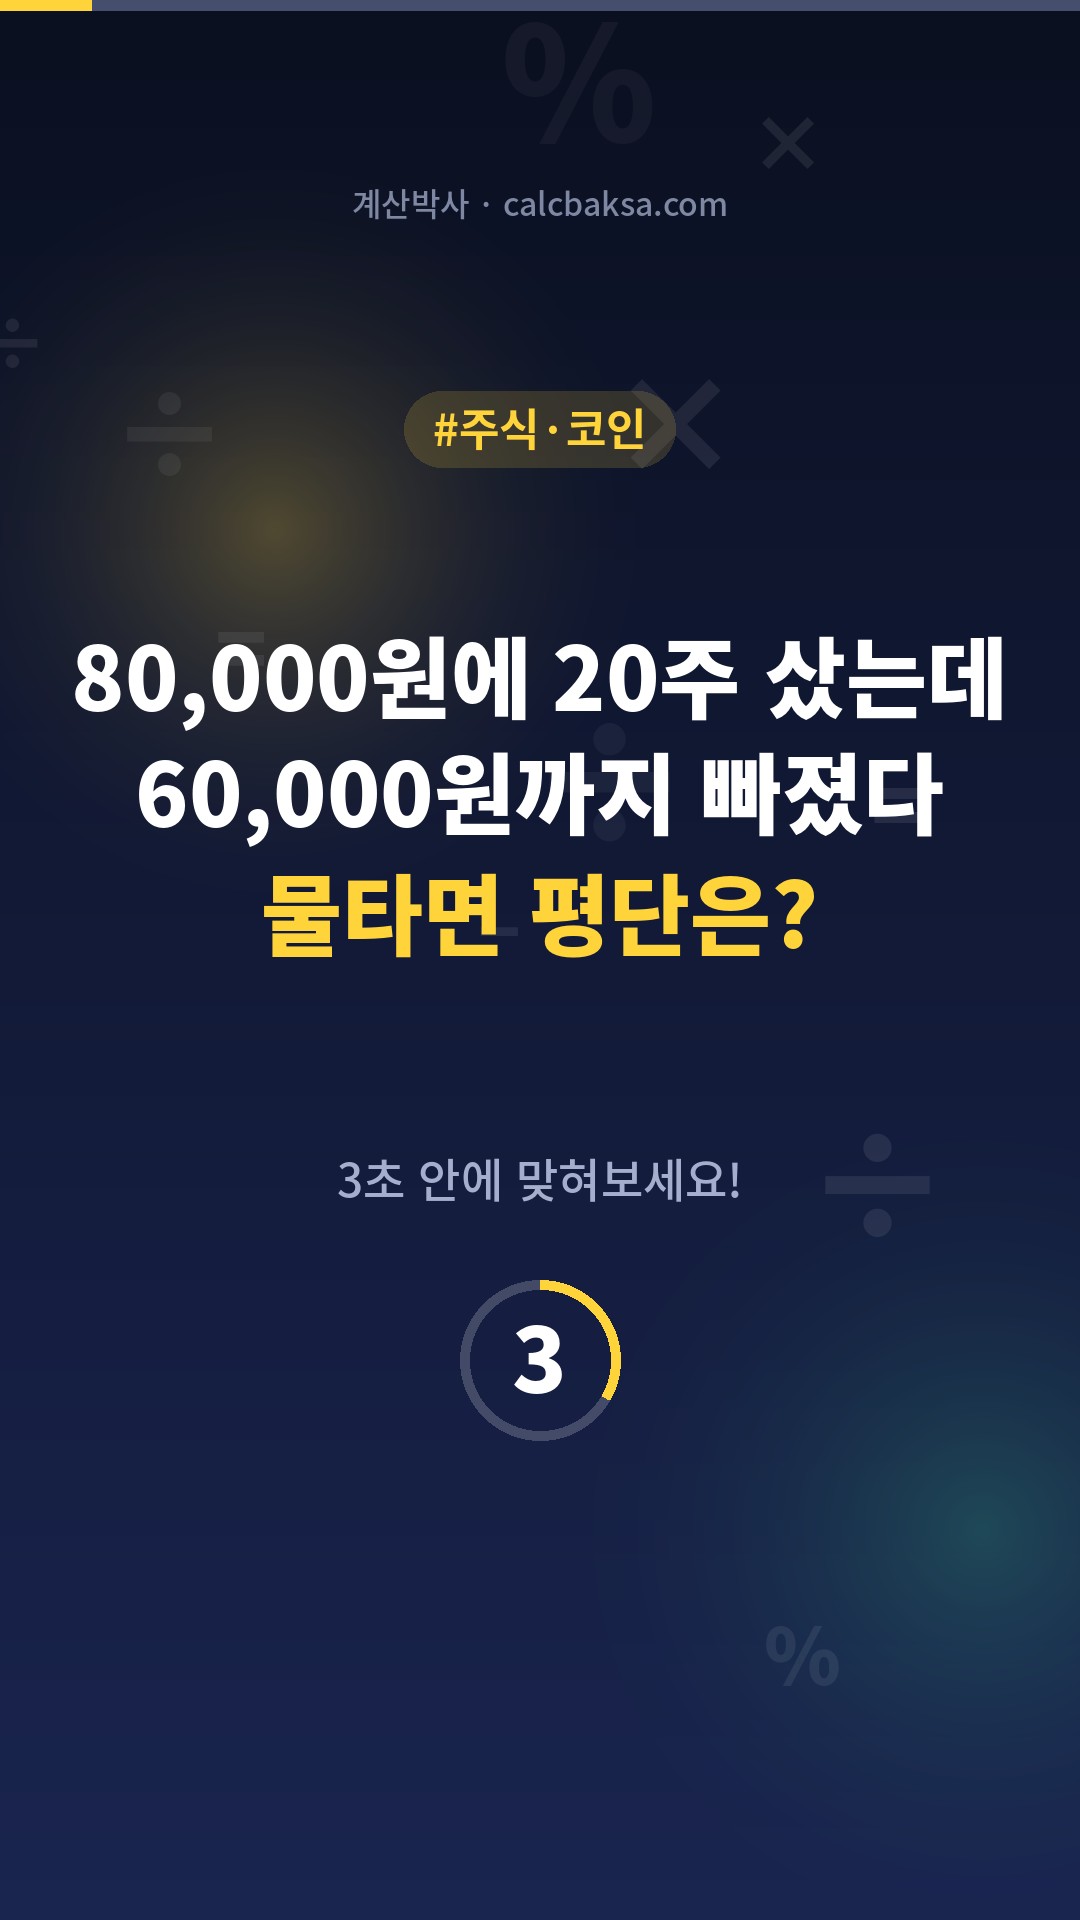 계산박사 · calcbaksa.com
#주식·코인
80,000원에 20주 샀는데
60,000원까지 빠졌다
물타면 평단은?
3초 안에 맞혀보세요!
3